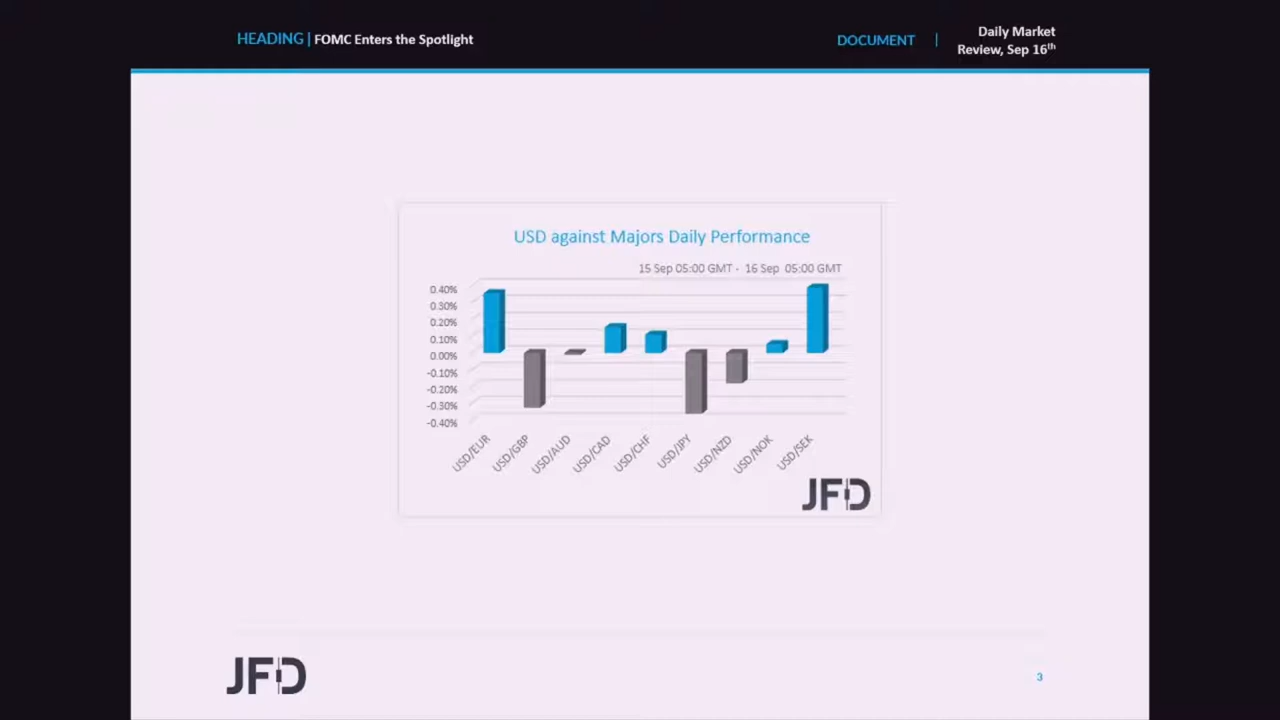 HEADING | FOMC Enters the Spotlight
DOCUMENT |
Daily Market
Review, Sep 16th
USD against Majors Daily Performance
15 Sep 05:00 GMT - 16 Sep 05:00 GMT
0.40%
0.30%
0.20%
0.10%
0.00%
-0.10%
-0.20%
-0.30%
-0.40%
USD/EUR
USD/GBP
USD/AUD
USD/CAD
USD/CHF
USD/JPY
USD/NZD
USD/NOK
USD/SEK
JFD
JFD
3